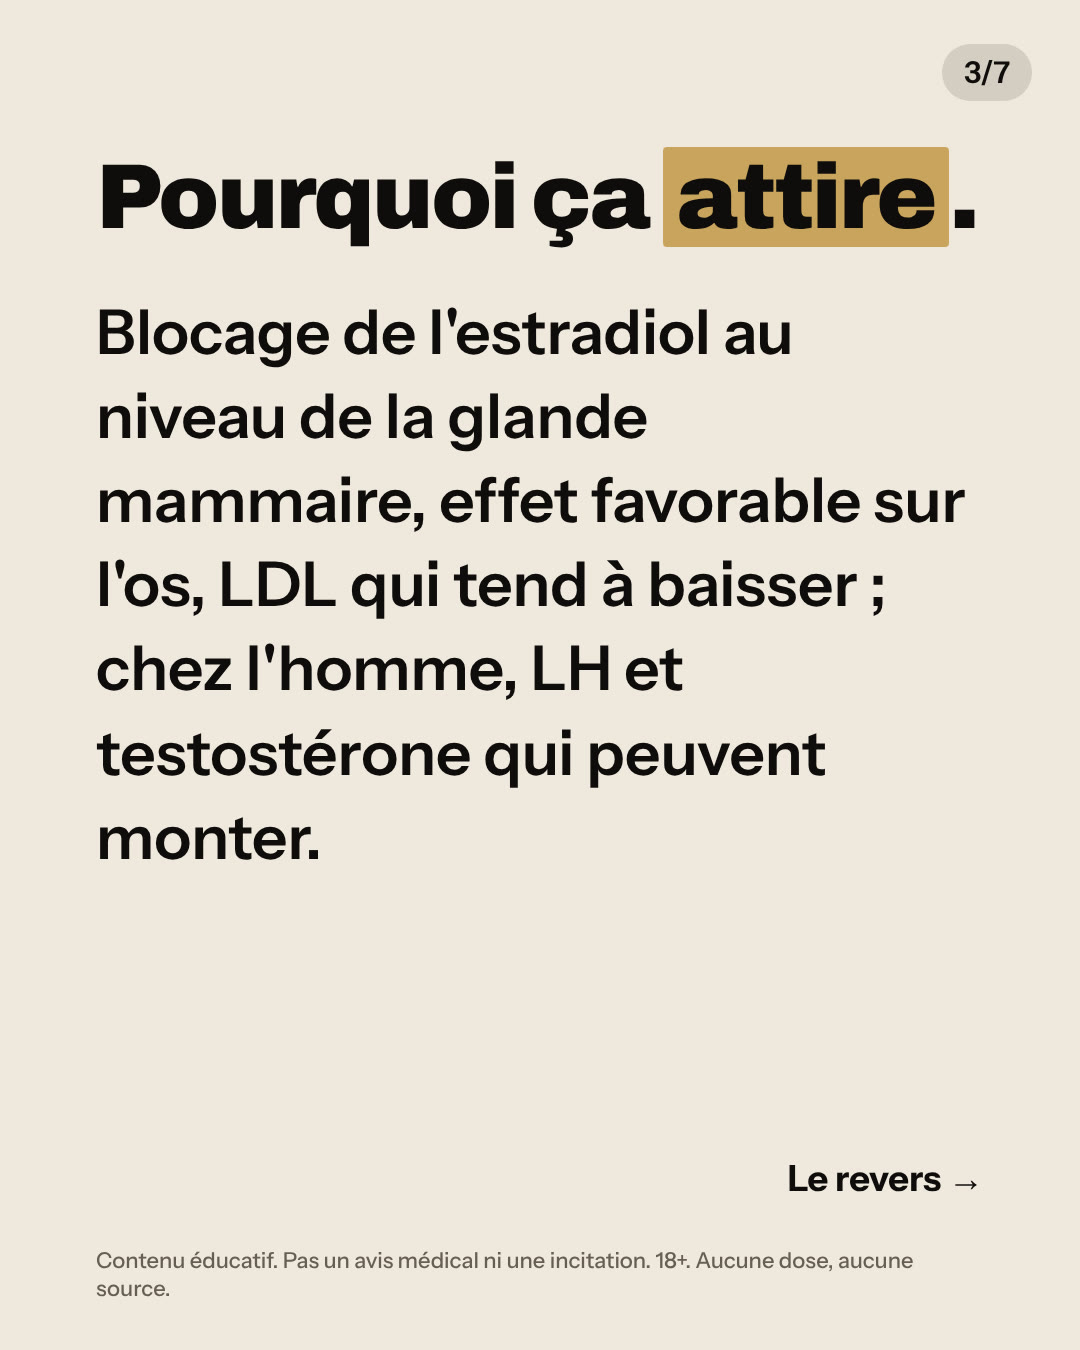 3/7
Pourquoi ça attire.
Blocage de l'estradiol au
niveau de la glande
mammaire, effet favorable sur
l'os, LDL qui tend à baisser ;
chez l'homme, LH et
testostérone qui peuvent
monter.
Le revers →
Contenu éducatif. Pas un avis médical ni une incitation. 18+. Aucune dose, aucune
source.